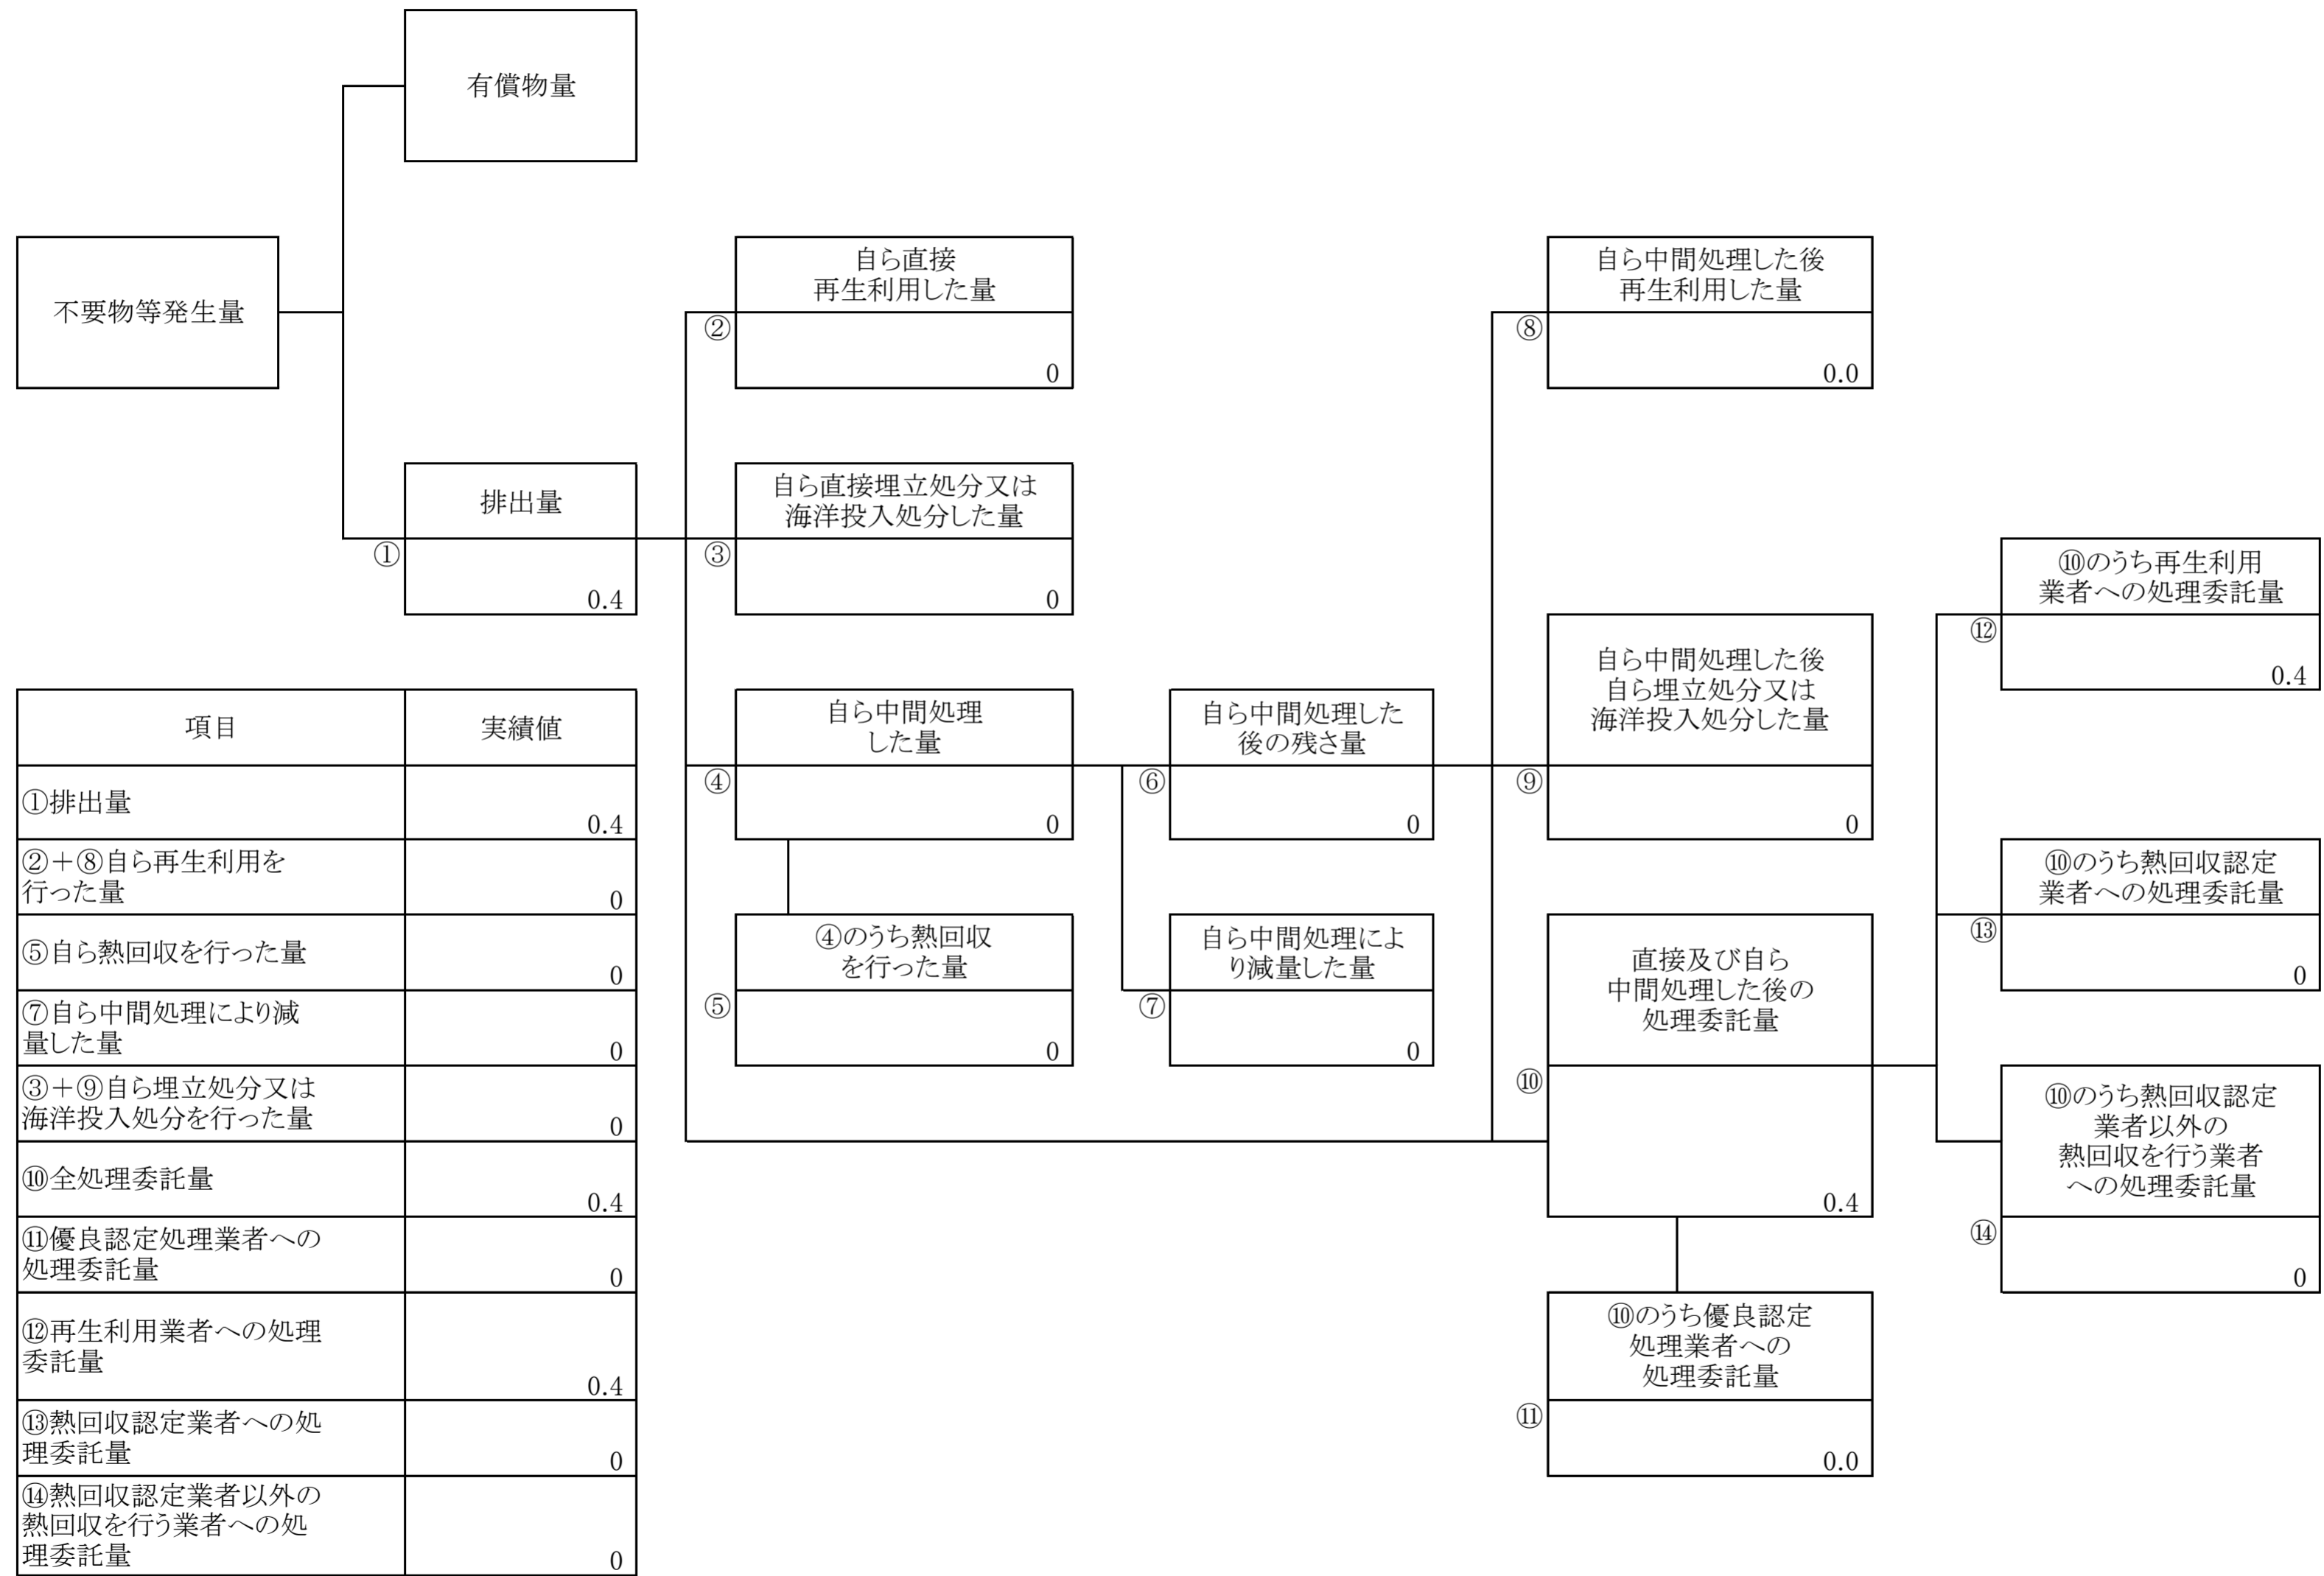 有償物量
不要物等発生量
自ら直接
再生利用した量
②
0
自ら中間処理した後
再生利用した量
⑧
0.0
排出量
①
0.4
自ら直接埋立処分又は
海洋投入処分した量
③
0
⑩のうち再生利用
業者への処理委託量
⑫
0.4
自ら中間処理
した量
④
0
自ら中間処理した
後の残さ量
⑥
0
自ら中間処理した後
自ら埋立処分又は
海洋投入処分した量
⑨
0
⑩のうち熱回収認定
業者への処理委託量
⑬
0
④のうち熱回収
を行った量
⑤
0
自ら中間処理によ
り減量した量
⑦
0
直接及び自ら
中間処理した後の
処理委託量
⑩
0.4
⑩のうち熱回収認定
業者以外の
熱回収を行う業者
への処理委託量
⑭
0
⑩のうち優良認定
処理業者への
処理委託量
⑪
0.0
項目 実績値
①排出量
0.4
②＋⑧自ら再生利用を
行った量
0
⑤自ら熱回収を行った量
0
⑦自ら中間処理により減
量した量
0
③＋⑨自ら埋立処分又は
海洋投入処分を行った量
0
⑩全処理委託量
0.4
⑪優良認定処理業者への
処理委託量
0
⑫再生利用業者への処理
委託量
0.4
⑬熱回収認定業者への処
理委託量
0
⑭熱回収認定業者以外の
熱回収を行う業者への処
理委託量
0